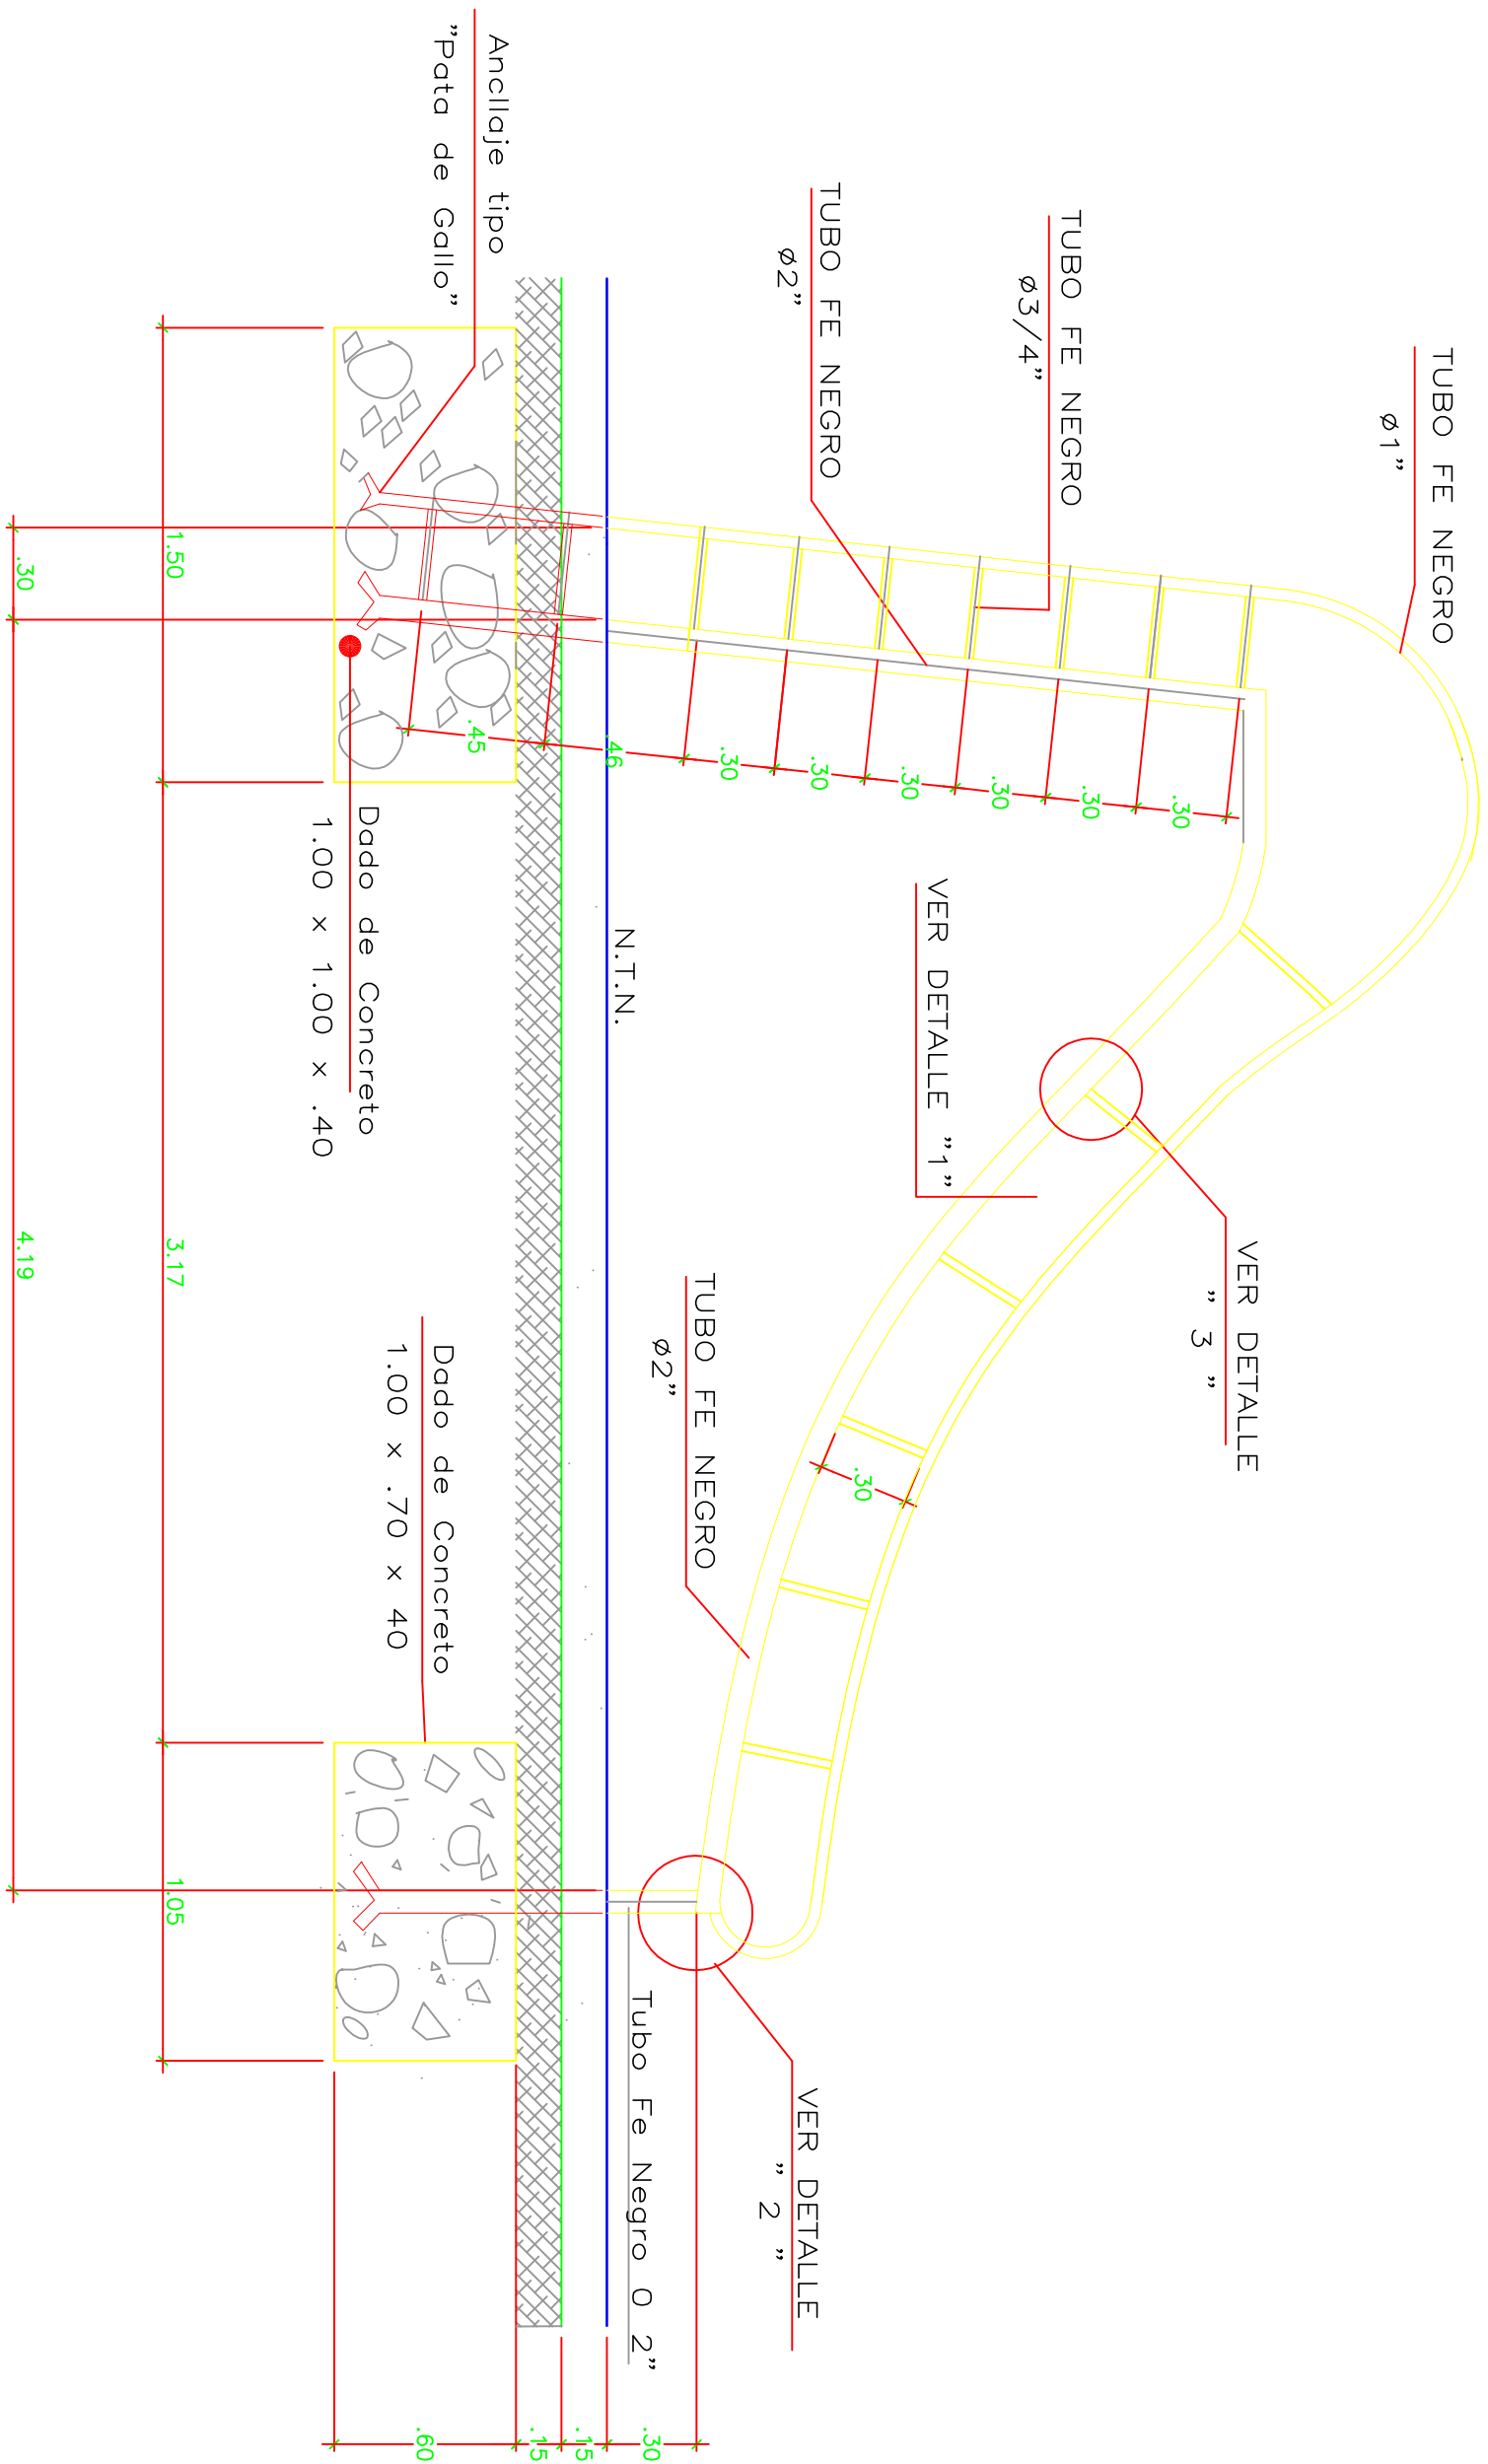 TUBO FE NEGRO
ø1"
TUBO FE NEGRO
ø3/4"
TUBO FE NEGRO
ø2"
Ancllaje tipo
"Pata de Gallo"
VER DETALLE
" 3 "
VER DETALLE "1"
.30
.30
.30
.30
.30
.30
.46
.45
.30
N.T.N.
TUBO FE NEGRO
ø2"
VER DETALLE
" 2 "
Tubo Fe Negro 0 2"
Dado de Concreto
1.00 x 1.00 x .40
Dado de Concreto
1.00 x .70 x 40
.30
.15
.15
.60
1.50
3.17
1.05
.30
4.19